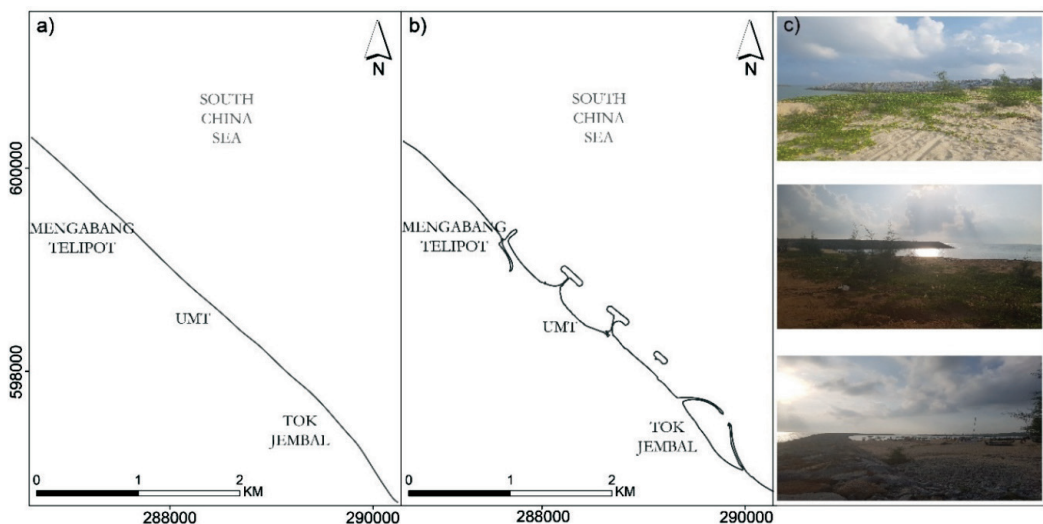 a)
N
SOUTH
CHINA
SEA
600000
MENGABANG
TELIPOT
UMT
598000
TOK
JEMBAL
0 1 2
KM
288000 290000
b)
N
SOUTH
CHINA
SEA
MENGABANG
TELIPOT
UMT
TOK
JEMBAL
0 1 2
KM
288000 290000
c)